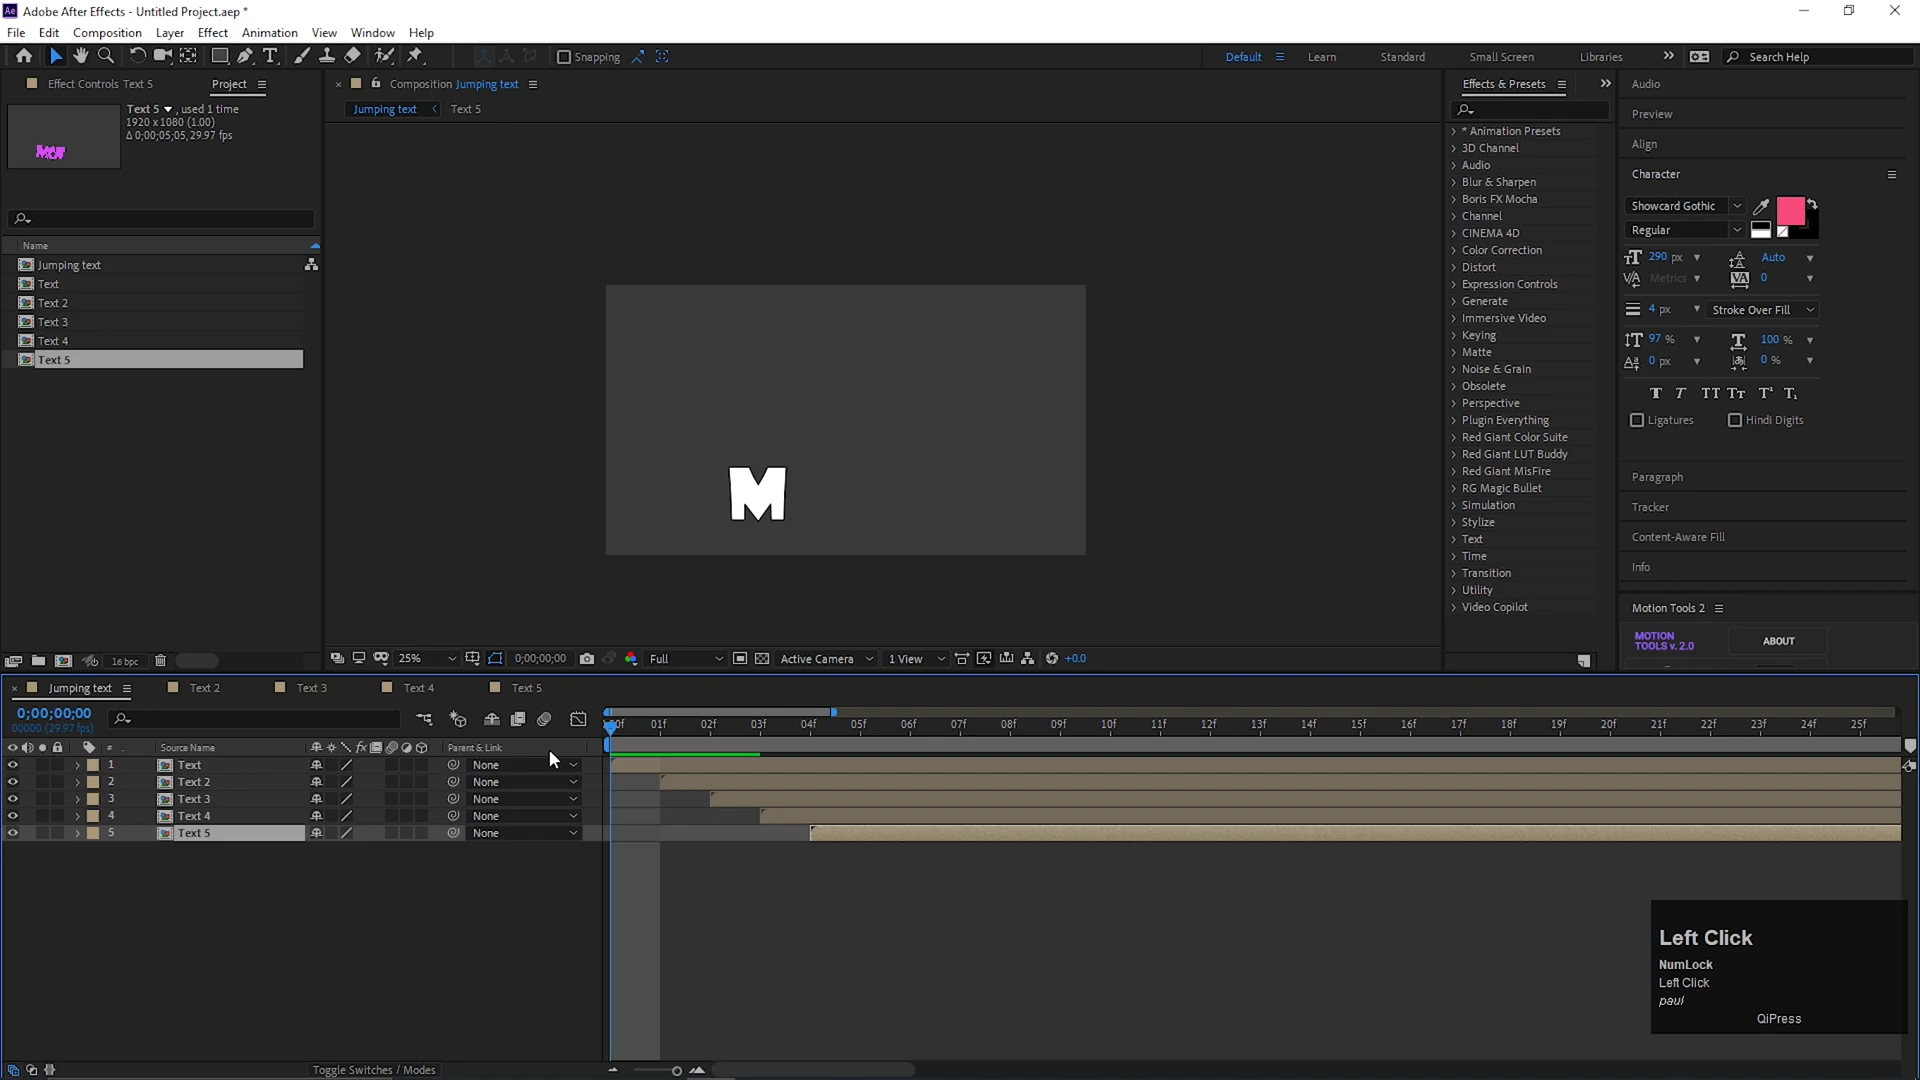 Adobe After Effects - Untitled Project.aep *
File Edit Composition Layer Effect Animation View Window Help
Snapping
Default Learn Standard Small Screen Libraries Search Help
Effect Controls Text 5 Project
Text 5 , used 1 time
1920 x 1080 (1.00)
Δ 0;00;05;05, 29.97 fps
Name
Jumping text
Text
Text 2
Text 3
Text 4
Text 5
16 bpc
Composition Jumping text
Jumping text Text 5
M
25% 0;00;00;00 Full Active Camera 1 View +0.0
Effects & Presets
* Animation Presets
3D Channel
Audio
Blur & Sharpen
Boris FX Mocha
Channel
CINEMA 4D
Color Correction
Distort
Expression Controls
Generate
Immersive Video
Keying
Matte
Noise & Grain
Obsolete
Perspective
Plugin Everything
Red Giant Color Suite
Red Giant LUT Buddy
Red Giant MisFire
RG Magic Bullet
Simulation
Stylize
Text
Time
Transition
Utility
Video Copilot
Audio
Preview
Align
Character
Showcard Gothic
Regular
290 px Auto
Metrics 0
4 px Stroke Over Fill
97 % 100 %
0 px 0 %
Ligatures Hindi Digits
Paragraph
Tracker
Content-Aware Fill
Info
Motion Tools 2
MOTION
TOOLS v. 2.0
ABOUT
Jumping text Text 2 Text 3 Text 4 Text 5
0;00;00;00
00000 (29.97 fps)
# Source Name Parent & Link
01f 02f 03f 04f 05f 06f 07f 08f 09f 10f 11f 12f 13f 14f 15f 16f 17f 18f 19f 20f 21f 22f 23f 24f 25f
1 Text None
2 Text 2 None
3 Text 3 None
4 Text 4 None
5 Text 5 None
Toggle Switches / Modes
Left Click
NumLock
Left Click
paul
QiPress